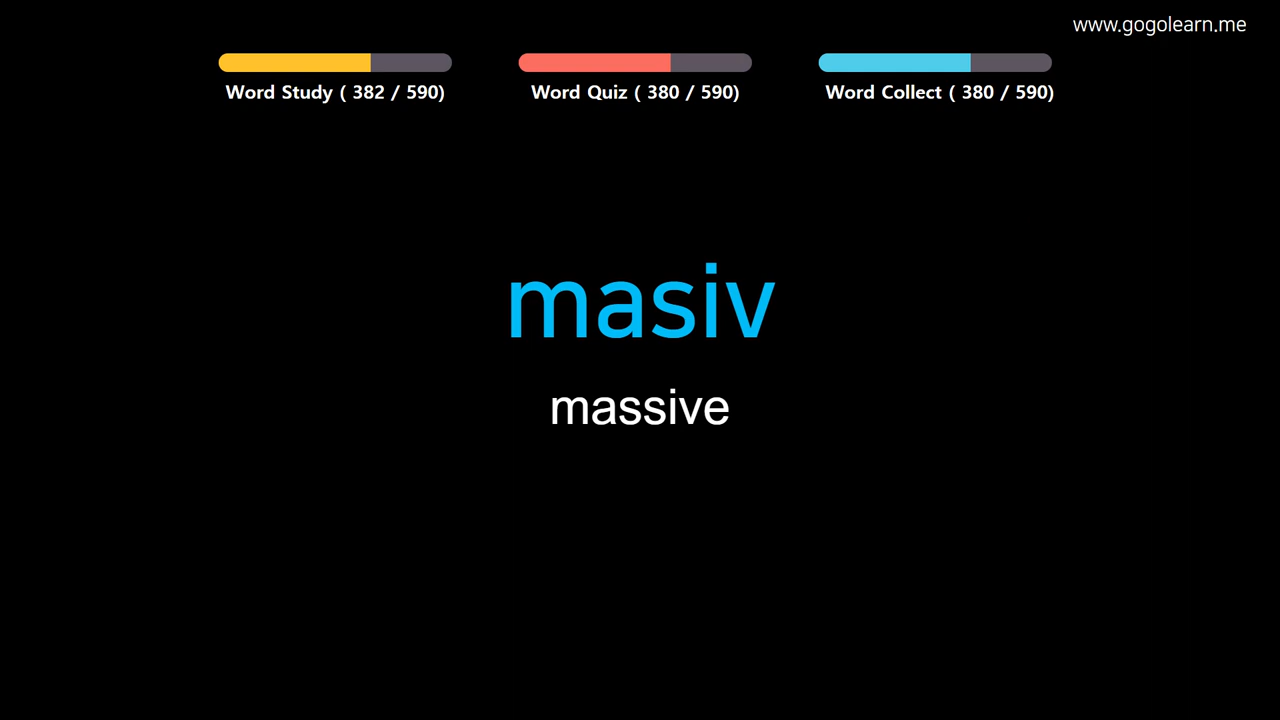 www.gogolearn.me
Word Study ( 382 / 590)
Word Quiz ( 380 / 590)
Word Collect ( 380 / 590)
masiv
massive